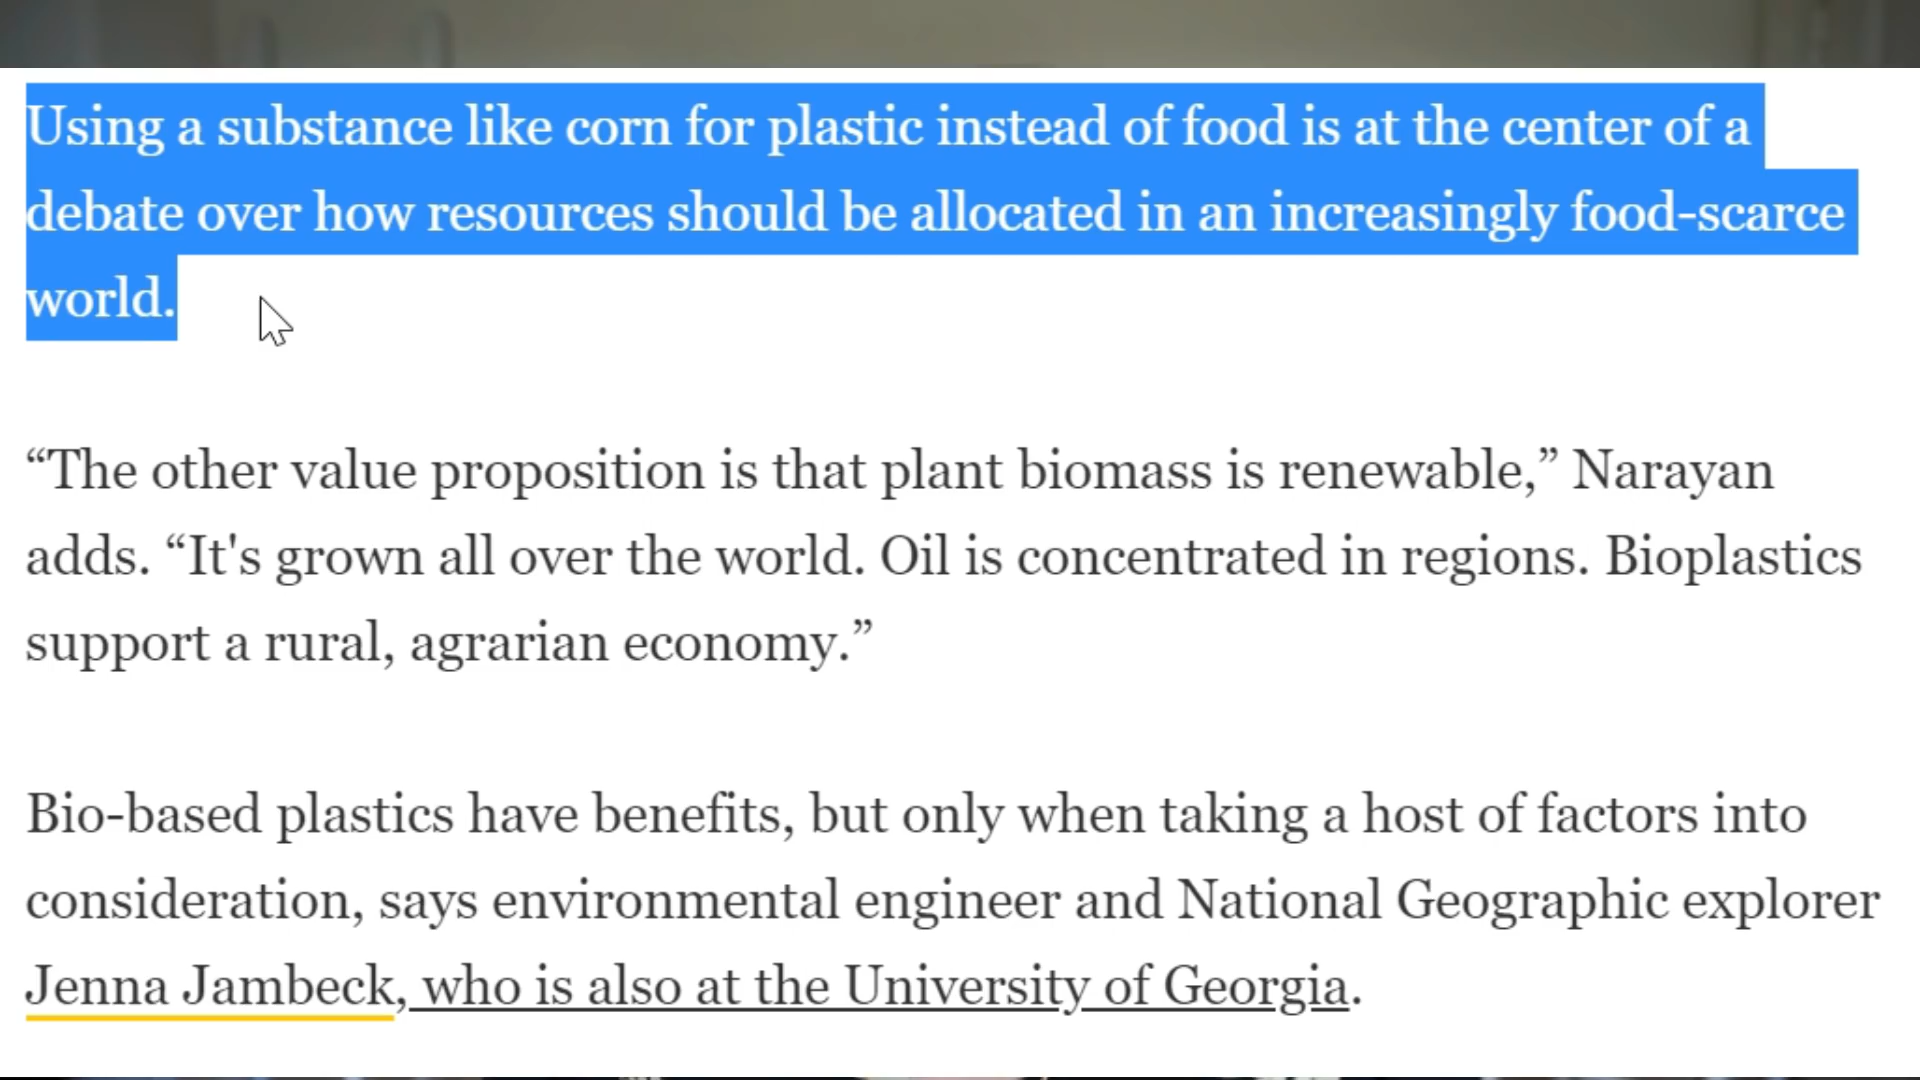 Using a substance like corn for plastic instead of food is at the center of a
debate over how resources should be allocated in an increasingly food-scarce
world.
“The other value proposition is that plant biomass is renewable,” Narayan
adds. “It's grown all over the world. Oil is concentrated in regions. Bioplastics
support a rural, agrarian economy.”
Bio-based plastics have benefits, but only when taking a host of factors into
consideration, says environmental engineer and National Geographic explorer
Jenna Jambeck, who is also at the University of Georgia.